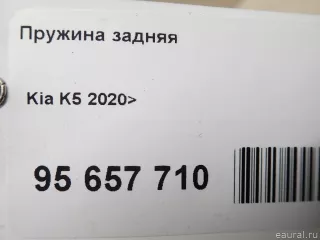 Пружина задняя
Kia K5 2020>
95 657 710
eaural.ru